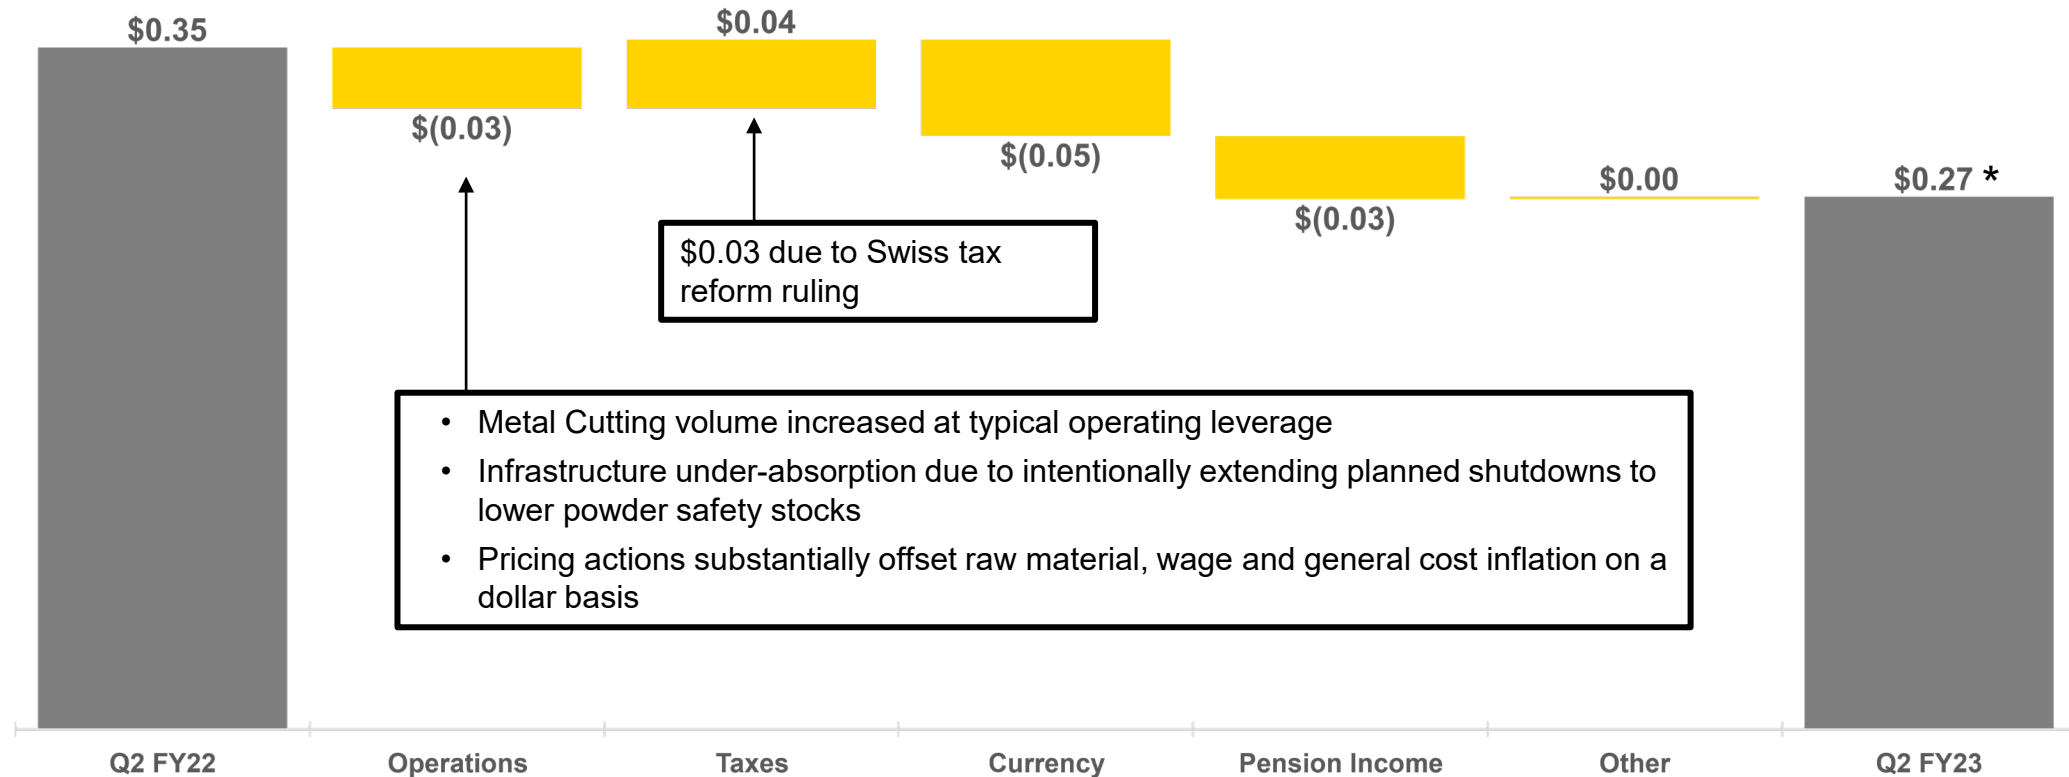 $0.35
$(0.03)
$0.04
$(0.05)
$(0.03)
$0.00
$0.27 *
$0.03 due to Swiss tax
reform ruling
• Metal Cutting volume increased at typical operating leverage
• Infrastructure under-absorption due to intentionally extending planned shutdowns to
lower powder safety stocks
• Pricing actions substantially offset raw material, wage and general cost inflation on a
dollar basis
Q2 FY22
Operations
Taxes
Currency
Pension Income
Other
Q2 FY23